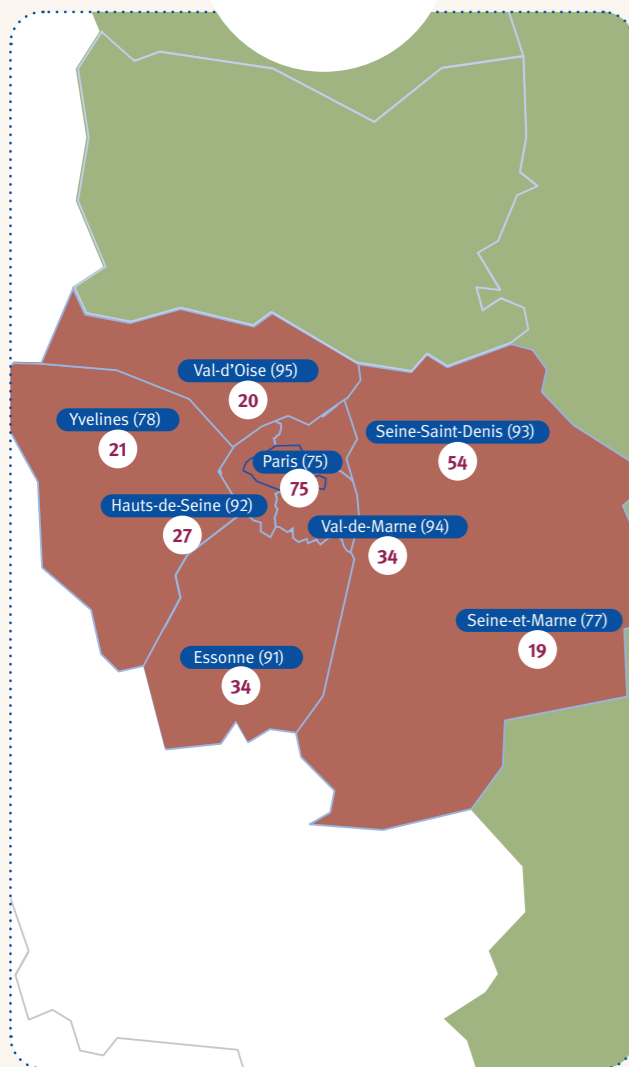 Val-d'Oise (95)
20
Yvelines (78)
21
Seine-Saint-Denis (93)
54
Paris (75)
75
Hauts-de-Seine (92)
27
Val-de-Marne (94)
34
Seine-et-Marne (77)
19
Essonne (91)
34